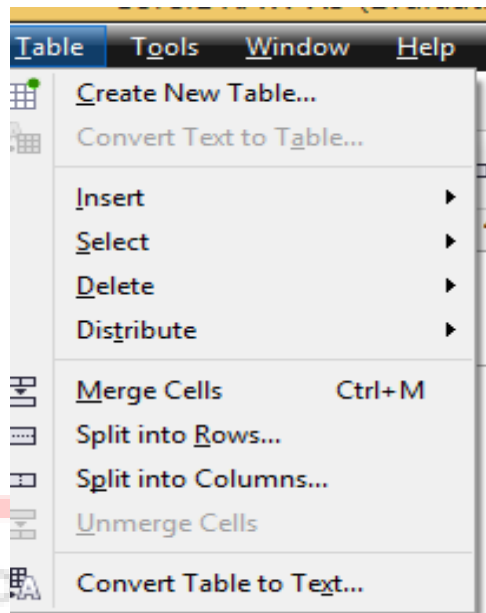 Table Tools Window Help
Create New Table...
Convert Text to Table...
Insert
Select
Delete
Distribute
Merge Cells Ctrl+M
Split into Rows...
Split into Columns...
Unmerge Cells
Convert Table to Text...